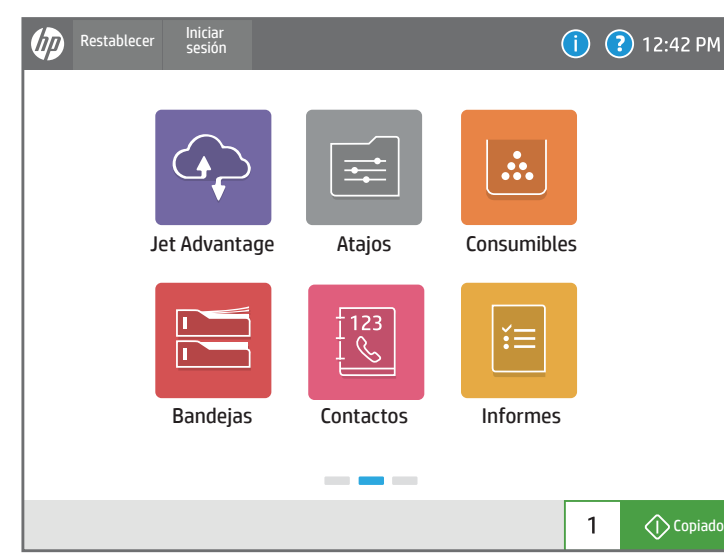 hp
Restablecer
Iniciar
sesión
i
?
12:42 PM
Jet Advantage
Atajos
Consumibles
123
Bandejas
Contactos
Informes
1
Copiado